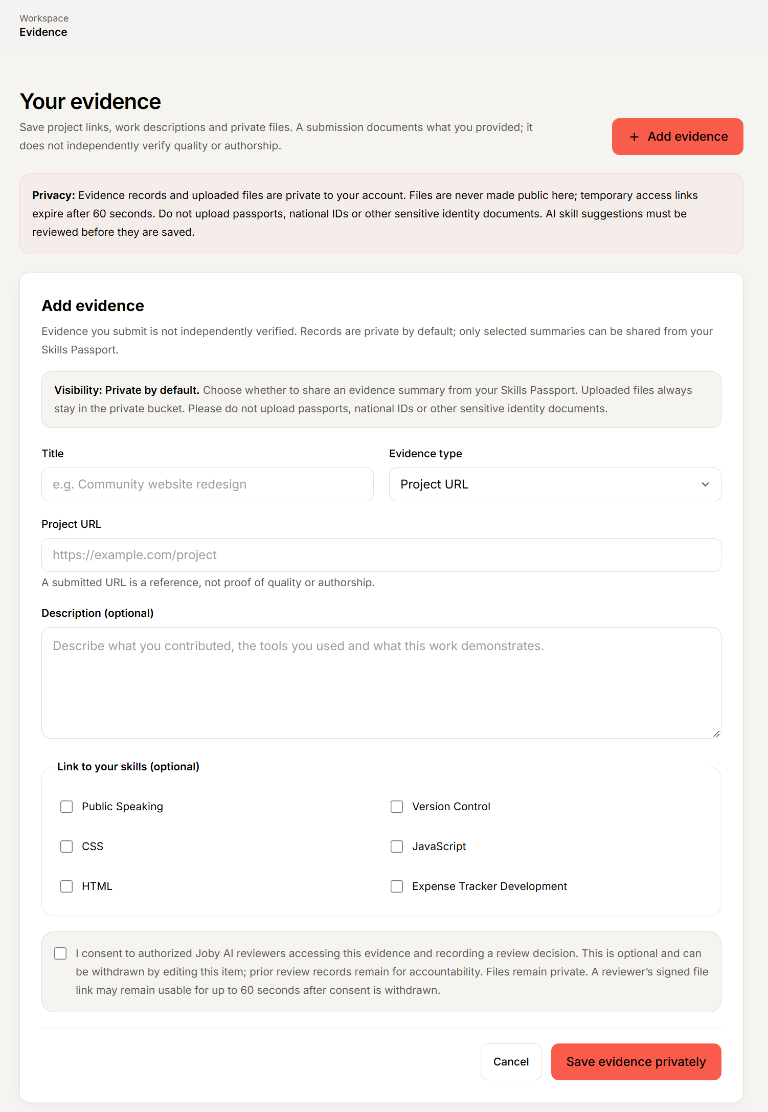 Workspace
Evidence
Your evidence
Save project links, work descriptions and private files. A submission documents what you provided; it
does not independently verify quality or authorship.
+ Add evidence
Privacy: Evidence records and uploaded files are private to your account. Files are never made public here; temporary access links
expire after 60 seconds. Do not upload passports, national IDs or other sensitive identity documents. AI skill suggestions must be
reviewed before they are saved.
Add evidence
Evidence you submit is not independently verified. Records are private by default; only selected summaries can be shared from your
Skills Passport.
Visibility: Private by default. Choose whether to share an evidence summary from your Skills Passport. Uploaded files always
stay in the private bucket. Please do not upload passports, national IDs or other sensitive identity documents.
Title
Evidence type
e.g. Community website redesign
Project URL
Project URL
https://example.com/project
A submitted URL is a reference, not proof of quality or authorship.
Description (optional)
Describe what you contributed, the tools you used and what this work demonstrates.
Link to your skills (optional)
Public Speaking
Version Control
CSS
JavaScript
HTML
Expense Tracker Development
I consent to authorized Joby AI reviewers accessing this evidence and recording a review decision. This is optional and can
be withdrawn by editing this item; prior review records remain for accountability. Files remain private. A reviewer’s signed file
link may remain usable for up to 60 seconds after consent is withdrawn.
Cancel
Save evidence privately